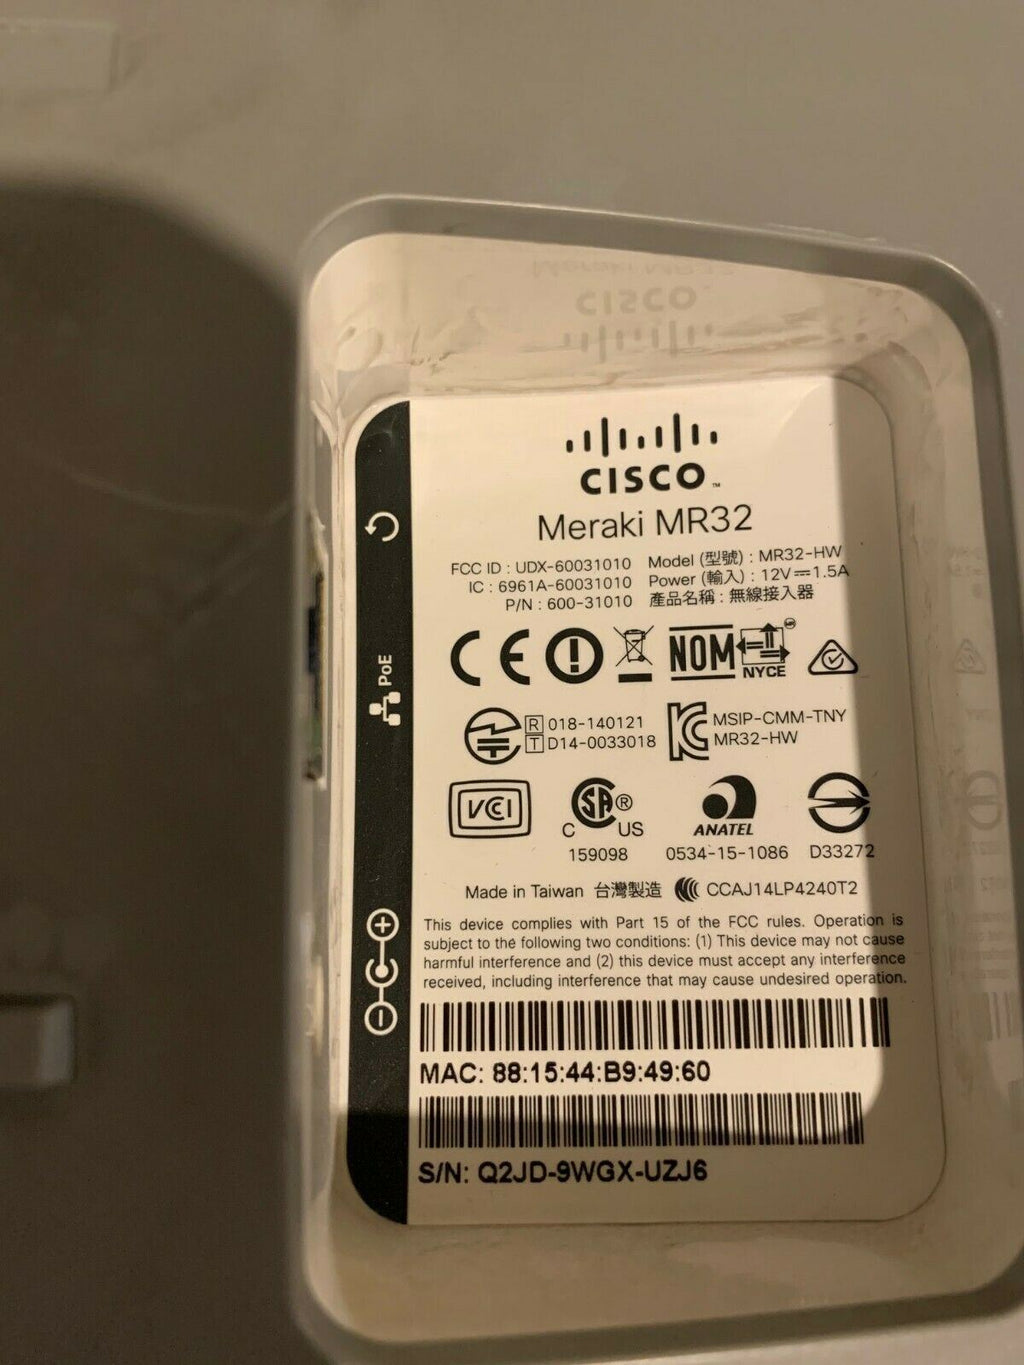 CISCO™
Meraki MR32
FCC ID : UDX-60031010 Model (型號) : MR32-HW
IC : 6961A-60031010 Power (輸入) : 12V⎓1.5A
P/N : 600-31010 產品名稱 : 無線接入器
PoE
CE NOM NYCE MR
R 018-140121 MSIP-CMM-TNY
T D14-0033018 MR32-HW
VCCI SA® ANATEL
C US
159098 0534-15-1086 D33272
Made in Taiwan 台灣製造 CCAJ14LP4240T2
This device complies with Part 15 of the FCC rules. Operation is
subject to the following two conditions: (1) This device may not cause
harmful interference and (2) this device must accept any interference
received, including interference that may cause undesired operation.
MAC: 88:15:44:B9:49:60
S/N: Q2JD-9WGX-UZJ6